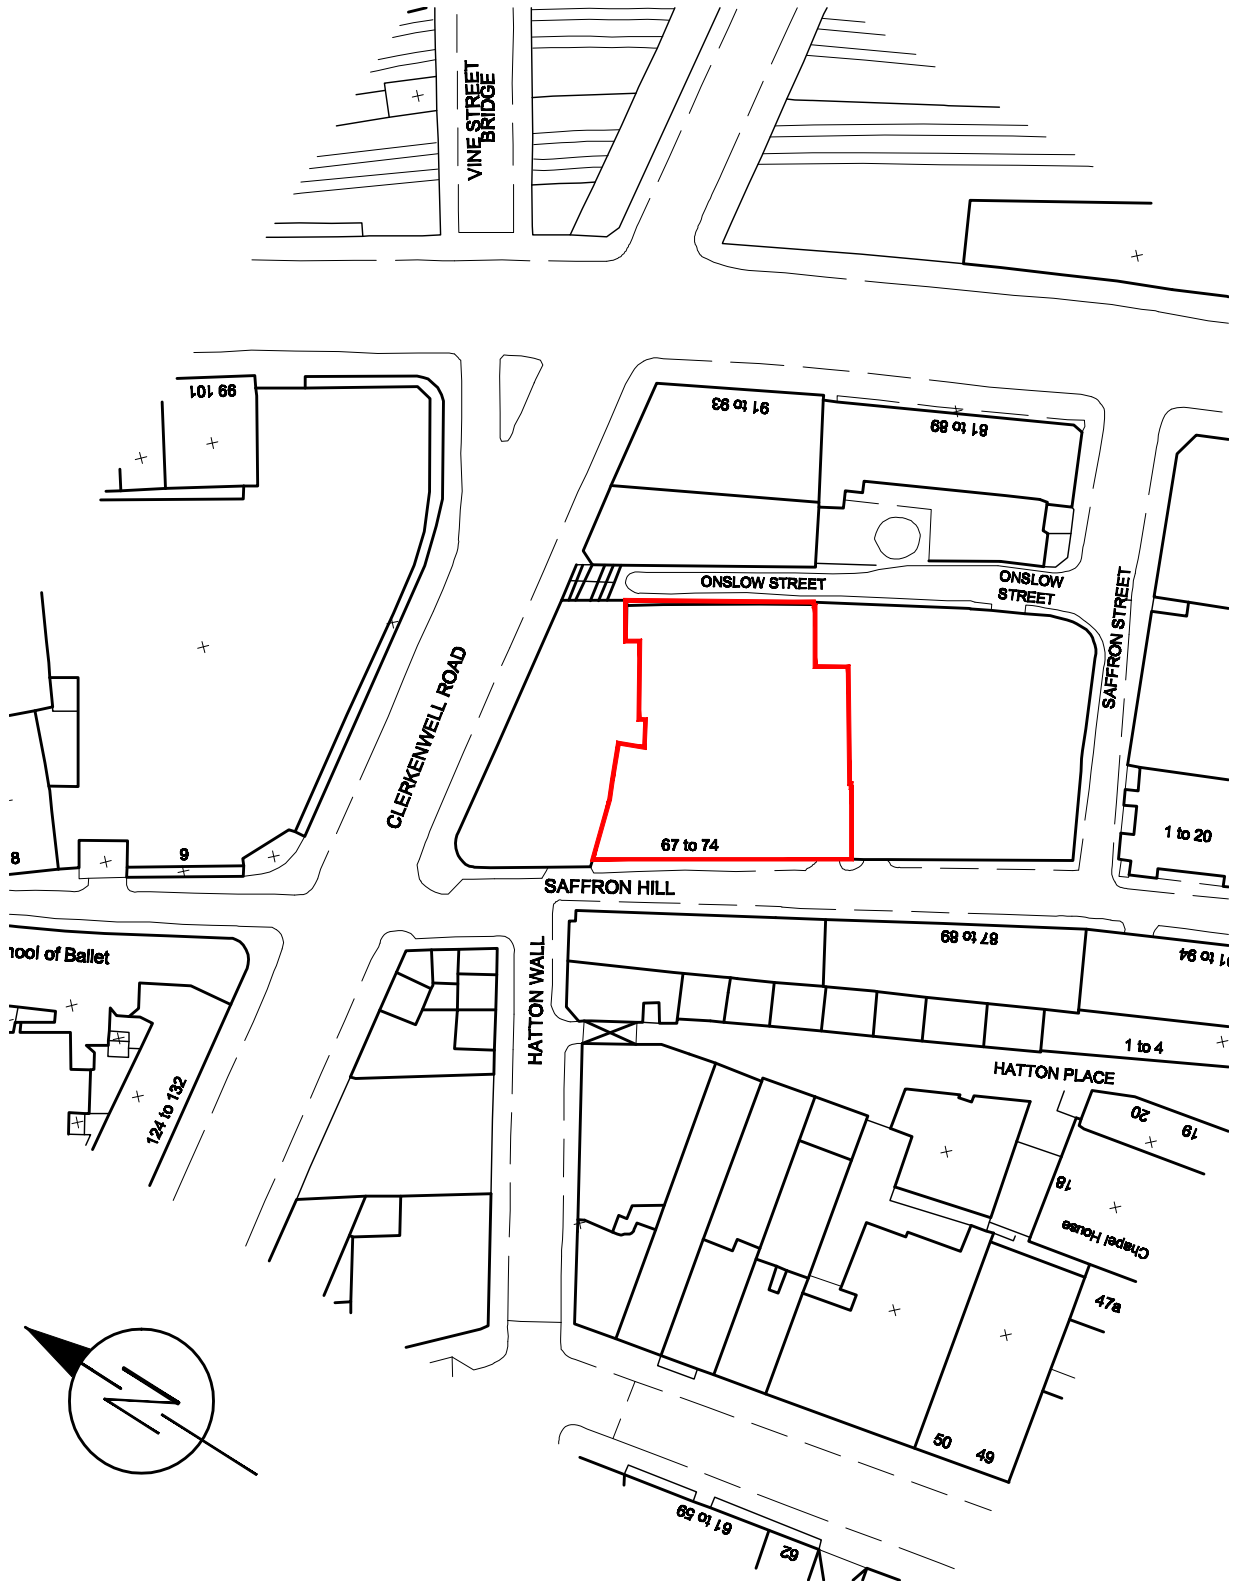 VINE STREET
BRIDGE
99 101
91 to 93
81 to 89
ONSLOW STREET
ONSLOW
STREET
SAFFRON STREET
CLERKENWELL ROAD
67 to 74
1 to 20
8
9
SAFFRON HILL
HATTON WALL
87 to 89
to 94
of Ballet
1 to 4
HATTON PLACE
124 to 132
20
19
18
Chapel House
47a
50
49
61 to 59
62
N